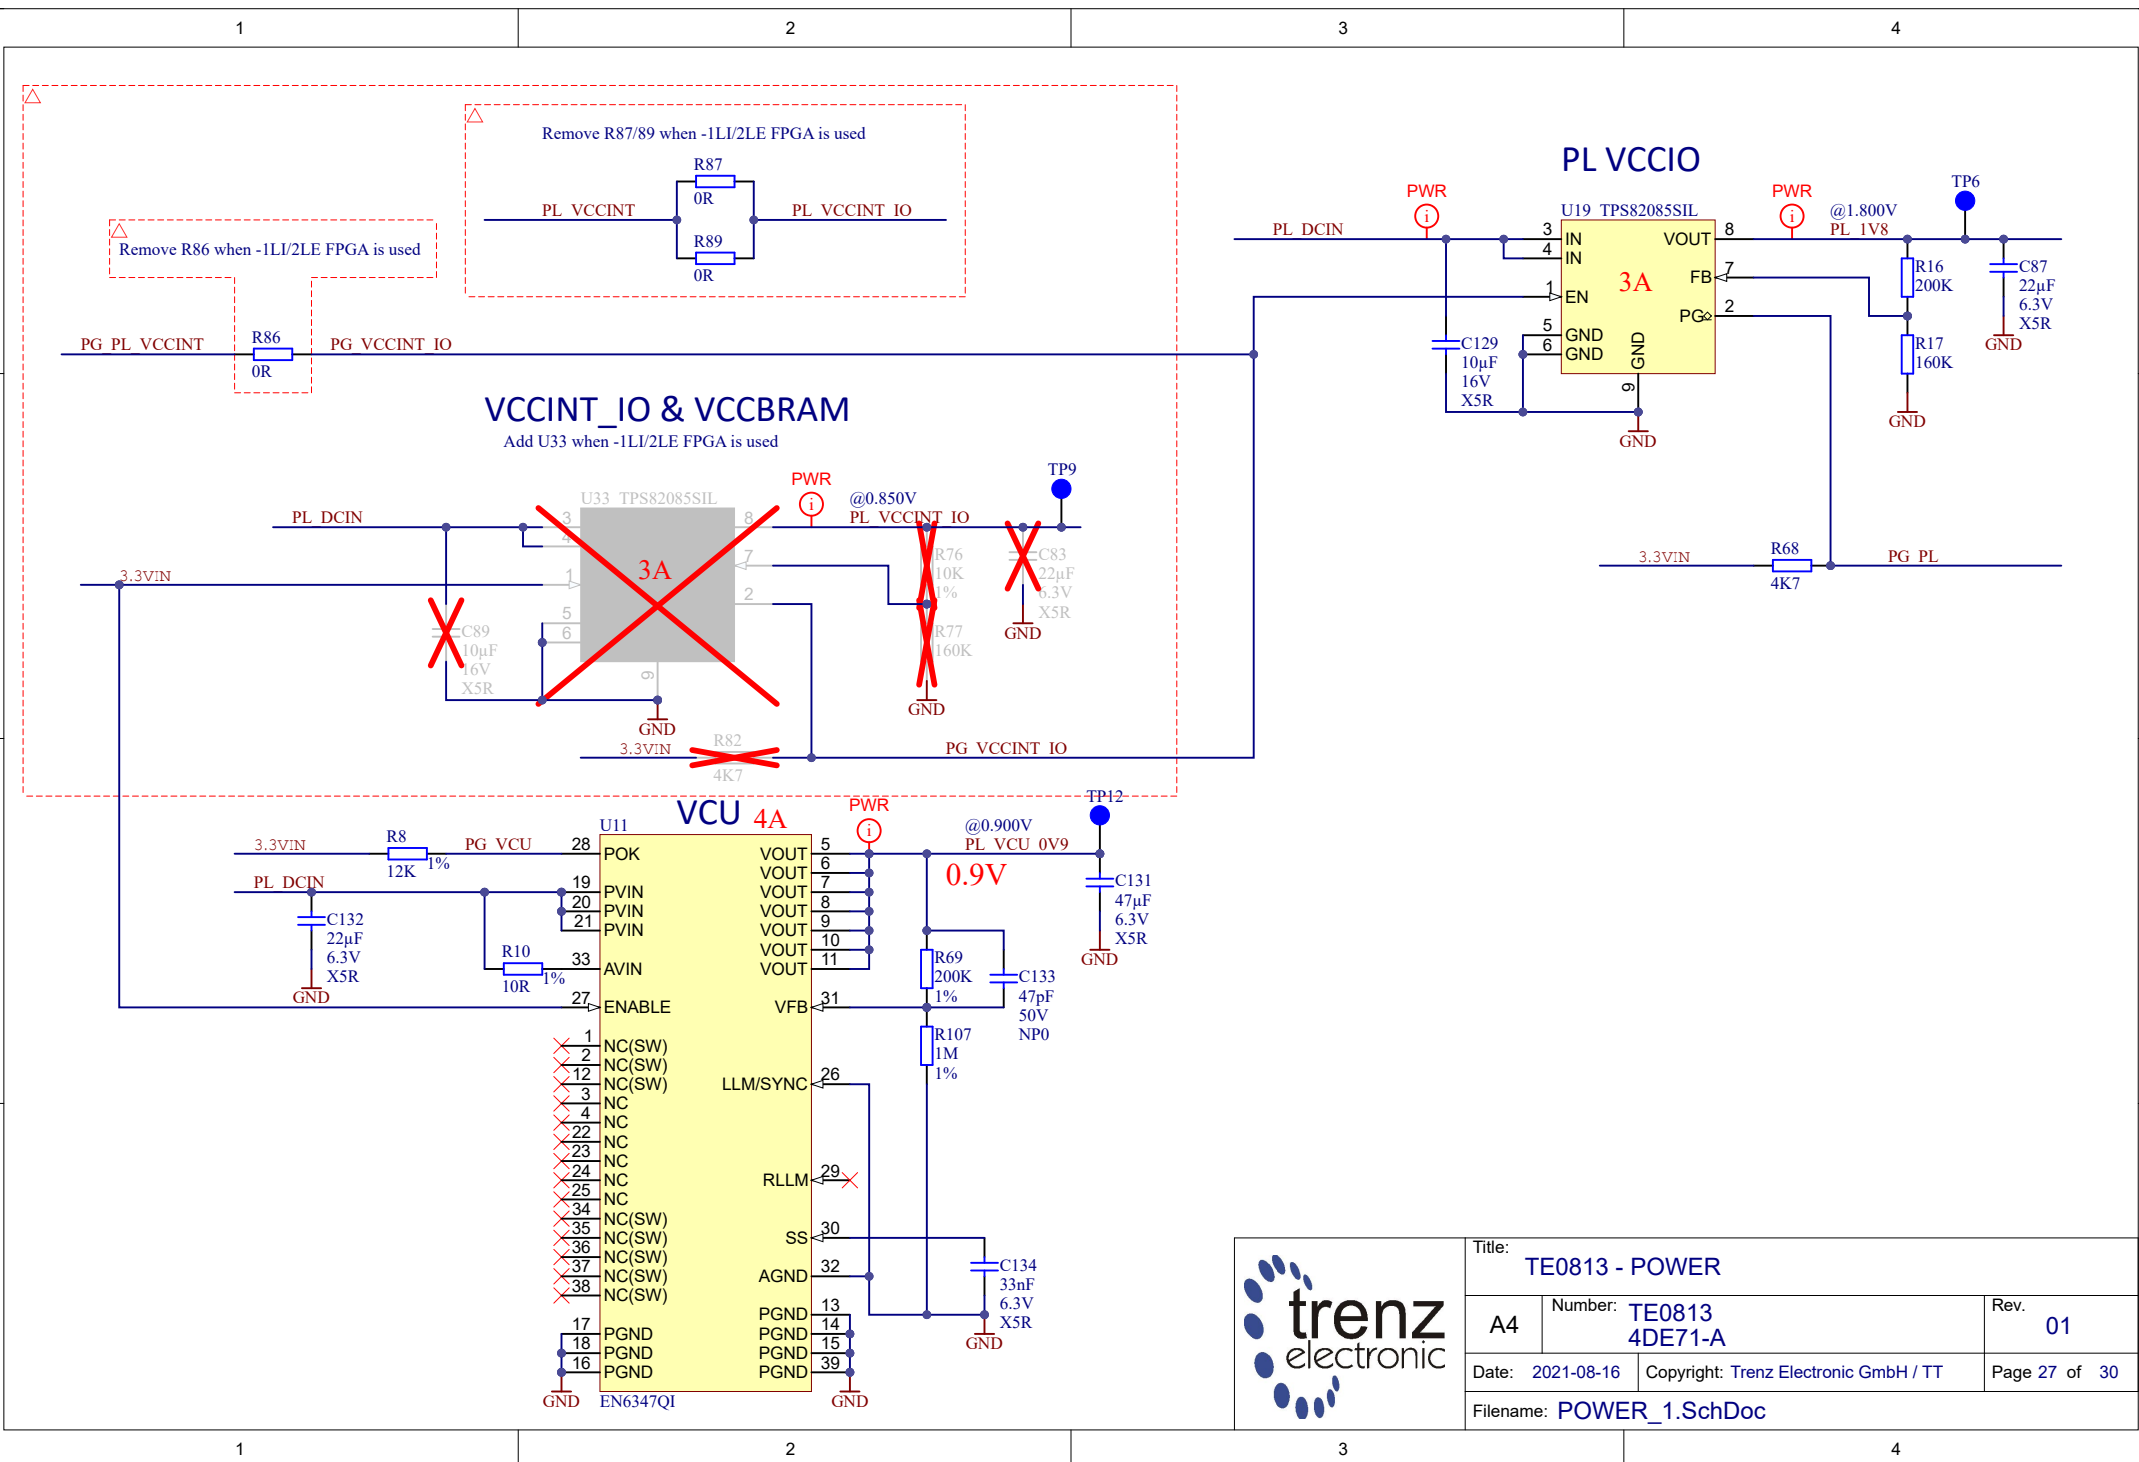 1 2 3 4
Remove R87/89 when -1LI/2LE FPGA is used
R87
0R
PL_VCCINT PL_VCCINT_IO
R89
0R
Remove R86 when -1LI/2LE FPGA is used
PG_PL_VCCINT R86 PG_VCCINT_IO
0R
VCCINT_IO & VCCBRAM
Add U33 when -1LI/2LE FPGA is used
U33 TPS82085SIL
PWR
i
@0.850V
PL_VCCINT_IO
TP9
PL_DCIN
3.3VIN
3
4
1
5
6
9
8
7
2
3A
C89
10µF
16V
X5R
R76
10K
1%
R77
160K
C83
22µF
6.3V
X5R
GND
GND
GND
3.3VIN R82 PG_VCCINT_IO
4K7
PL VCCIO
PWR
i
PL_DCIN
U19 TPS82085SIL
3 IN
4 IN
1 EN
5 GND
6 GND
GND
9
3A
VOUT 8
FB 7
PG 2
PWR
i
@1.800V
PL_1V8
TP6
R16
200K
R17
160K
C87
22µF
6.3V
X5R
GND
GND
C129
10µF
16V
X5R
GND
3.3VIN R68 PG_PL
4K7
VCU 4A
PWR
i
U11
@0.900V
PL_VCU_0V9
0.9V
TP12
3.3VIN R8 PG_VCU
12K 1%
PL_DCIN
C132
22µF
6.3V
X5R
GND
R10
10R 1%
28 POK
19 PVIN
20 PVIN
21 PVIN
33 AVIN
27 ENABLE
1 NC(SW)
2 NC(SW)
12 NC(SW)
3 NC
4 NC
22 NC
23 NC
24 NC
25 NC
34 NC(SW)
35 NC(SW)
36 NC(SW)
37 NC(SW)
38 NC(SW)
17 PGND
18 PGND
16 PGND
GND
VOUT 5
VOUT 6
VOUT 7
VOUT 8
VOUT 9
VOUT 10
VOUT 11
VFB 31
LLM/SYNC 26
RLLM 29
SS 30
AGND 32
PGND 13
PGND 14
PGND 15
PGND 39
GND
EN6347QI
R69
200K
1%
R107
1M
1%
C133
47pF
50V
NP0
C131
47µF
6.3V
X5R
GND
C134
33nF
6.3V
X5R
GND
trenz
electronic
Title:
TE0813 - POWER
A4
Number: TE0813
4DE71-A
Rev.
01
Date: 2021-08-16
Copyright: Trenz Electronic GmbH / TT
Page 27 of 30
Filename: POWER_1.SchDoc
1 2 3 4